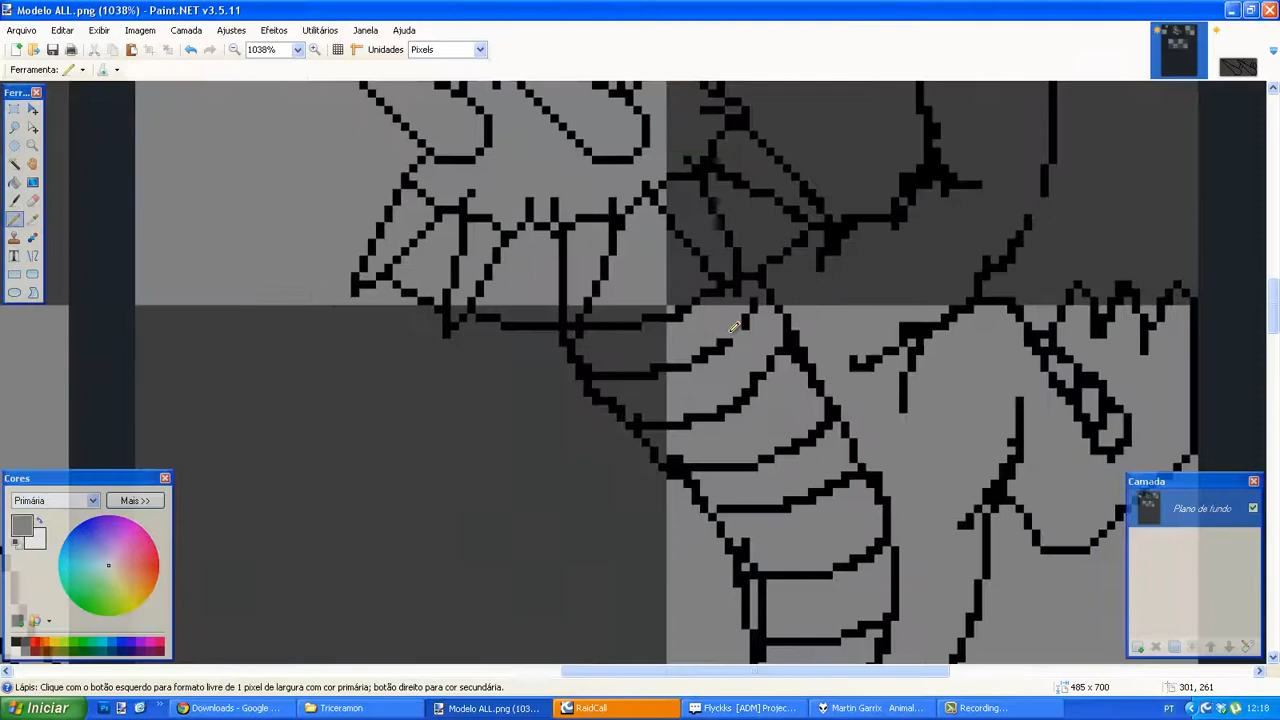 Modelo ALL.png (1038%) - Paint.NET v3.5.11
Arquivo Editar Exibir Imagem Camada Ajustes Efeitos Utilitários Janela Ajuda
1038% Unidades Pixels
Ferramenta:
Ferr...
Cores
Primária Mais >>
Camada
Plano de fundo
Lápis: Clique com o botão esquerdo para formato livre de 1 pixel de largura com cor primária; botão direito para cor secundária.
485 x 700
301, 261
Iniciar
Downloads - Google ...
Triceramon
Modelo ALL.png (103...
RaidCall
Flyckks [ADM] Projec...
Martin Garrix - Animal...
Recording...
PT
12:18